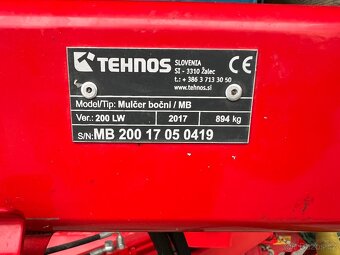 TEHNOS
SLOVENIA
SI - 3310 Žalec
t.: + 386 3 713 30 50
www.tehnos.si
CE
Model/Tip: Mulčer bočni / MB
Ver.: 200 LW 2017 894 kg
S/N: MB 200 17 05 0419